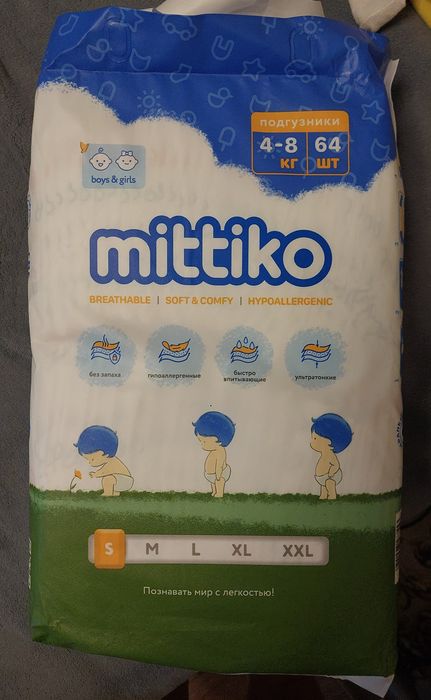 подгузники
4-8 64
КГ ШТ
boys & girls
mittiko
BREATHABLE | SOFT & COMFY | HYPOALLERGENIC
без запаха
гипоаллергенные
быстро
впитывающие
ультратонкие
S M L XL XXL
Познавать мир с легкостью!